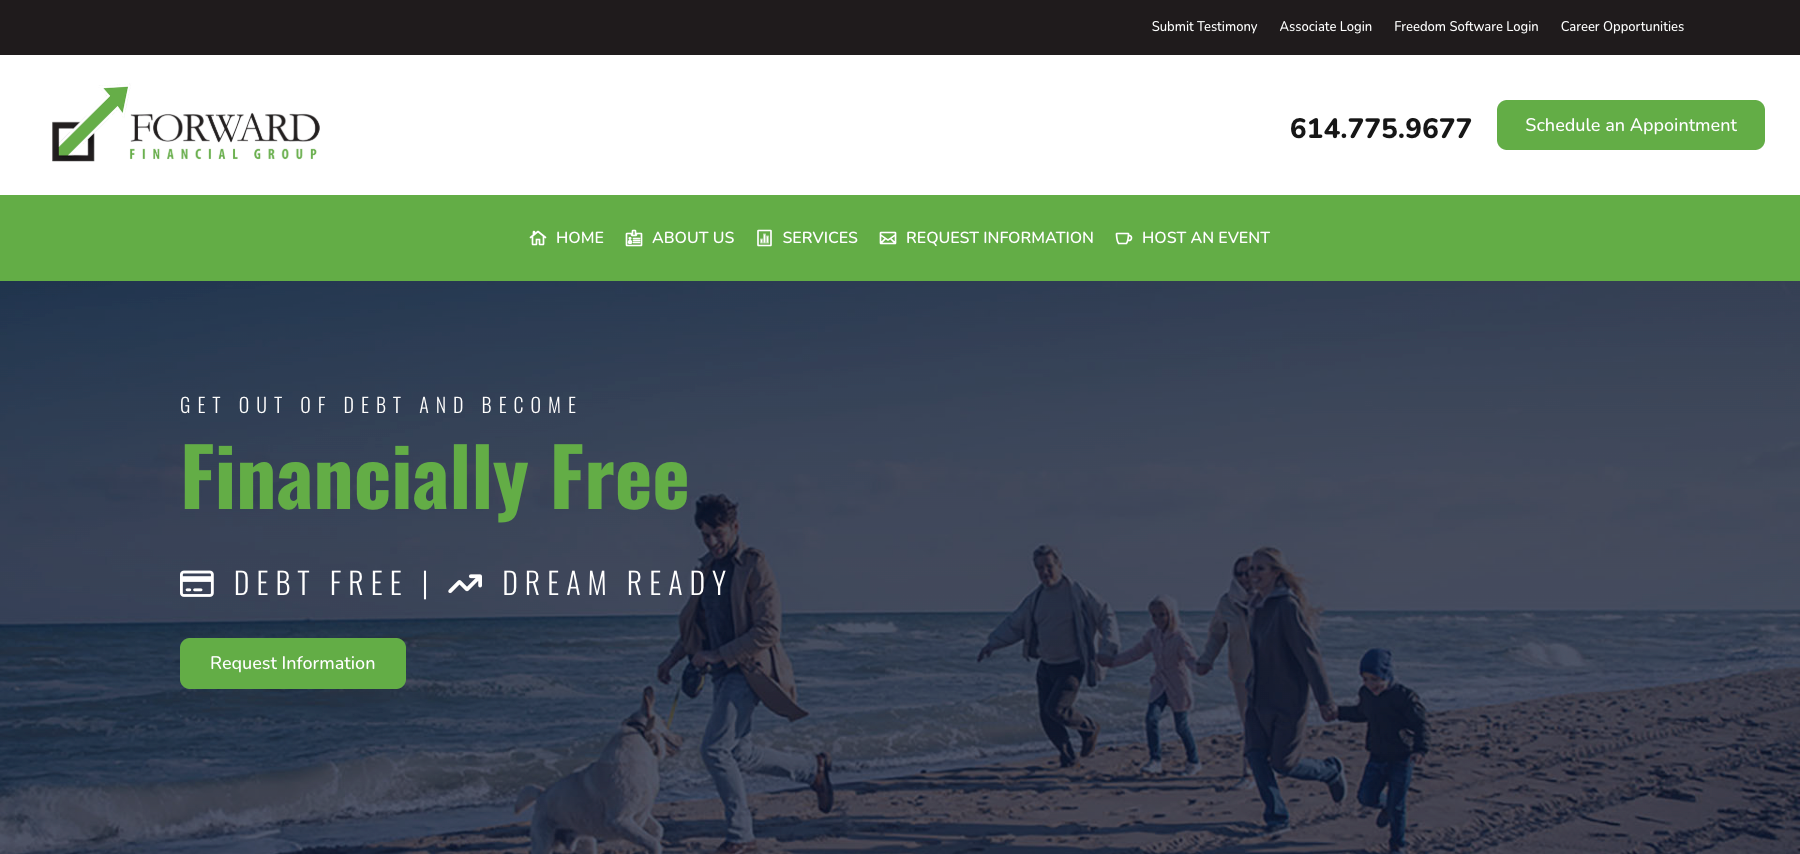 Submit Testimony Associate Login Freedom Software Login Career Opportunities
FORWARD
FINANCIAL GROUP
614.775.9677
Schedule an Appointment
HOME ABOUT US SERVICES REQUEST INFORMATION HOST AN EVENT
GET OUT OF DEBT AND BECOME
Financially Free
DEBT FREE | DREAM READY
Request Information